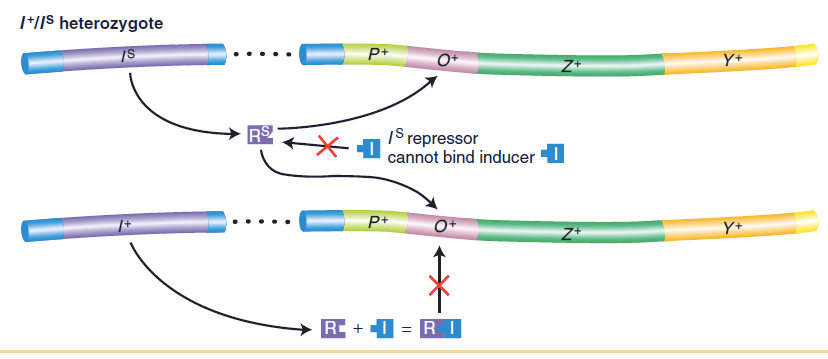 I+/IS heterozygote
IS
P+
O+
Z+
Y+
RS
I
IS repressor
cannot bind inducer
I
I+
P+
O+
Z+
Y+
R + I = R I